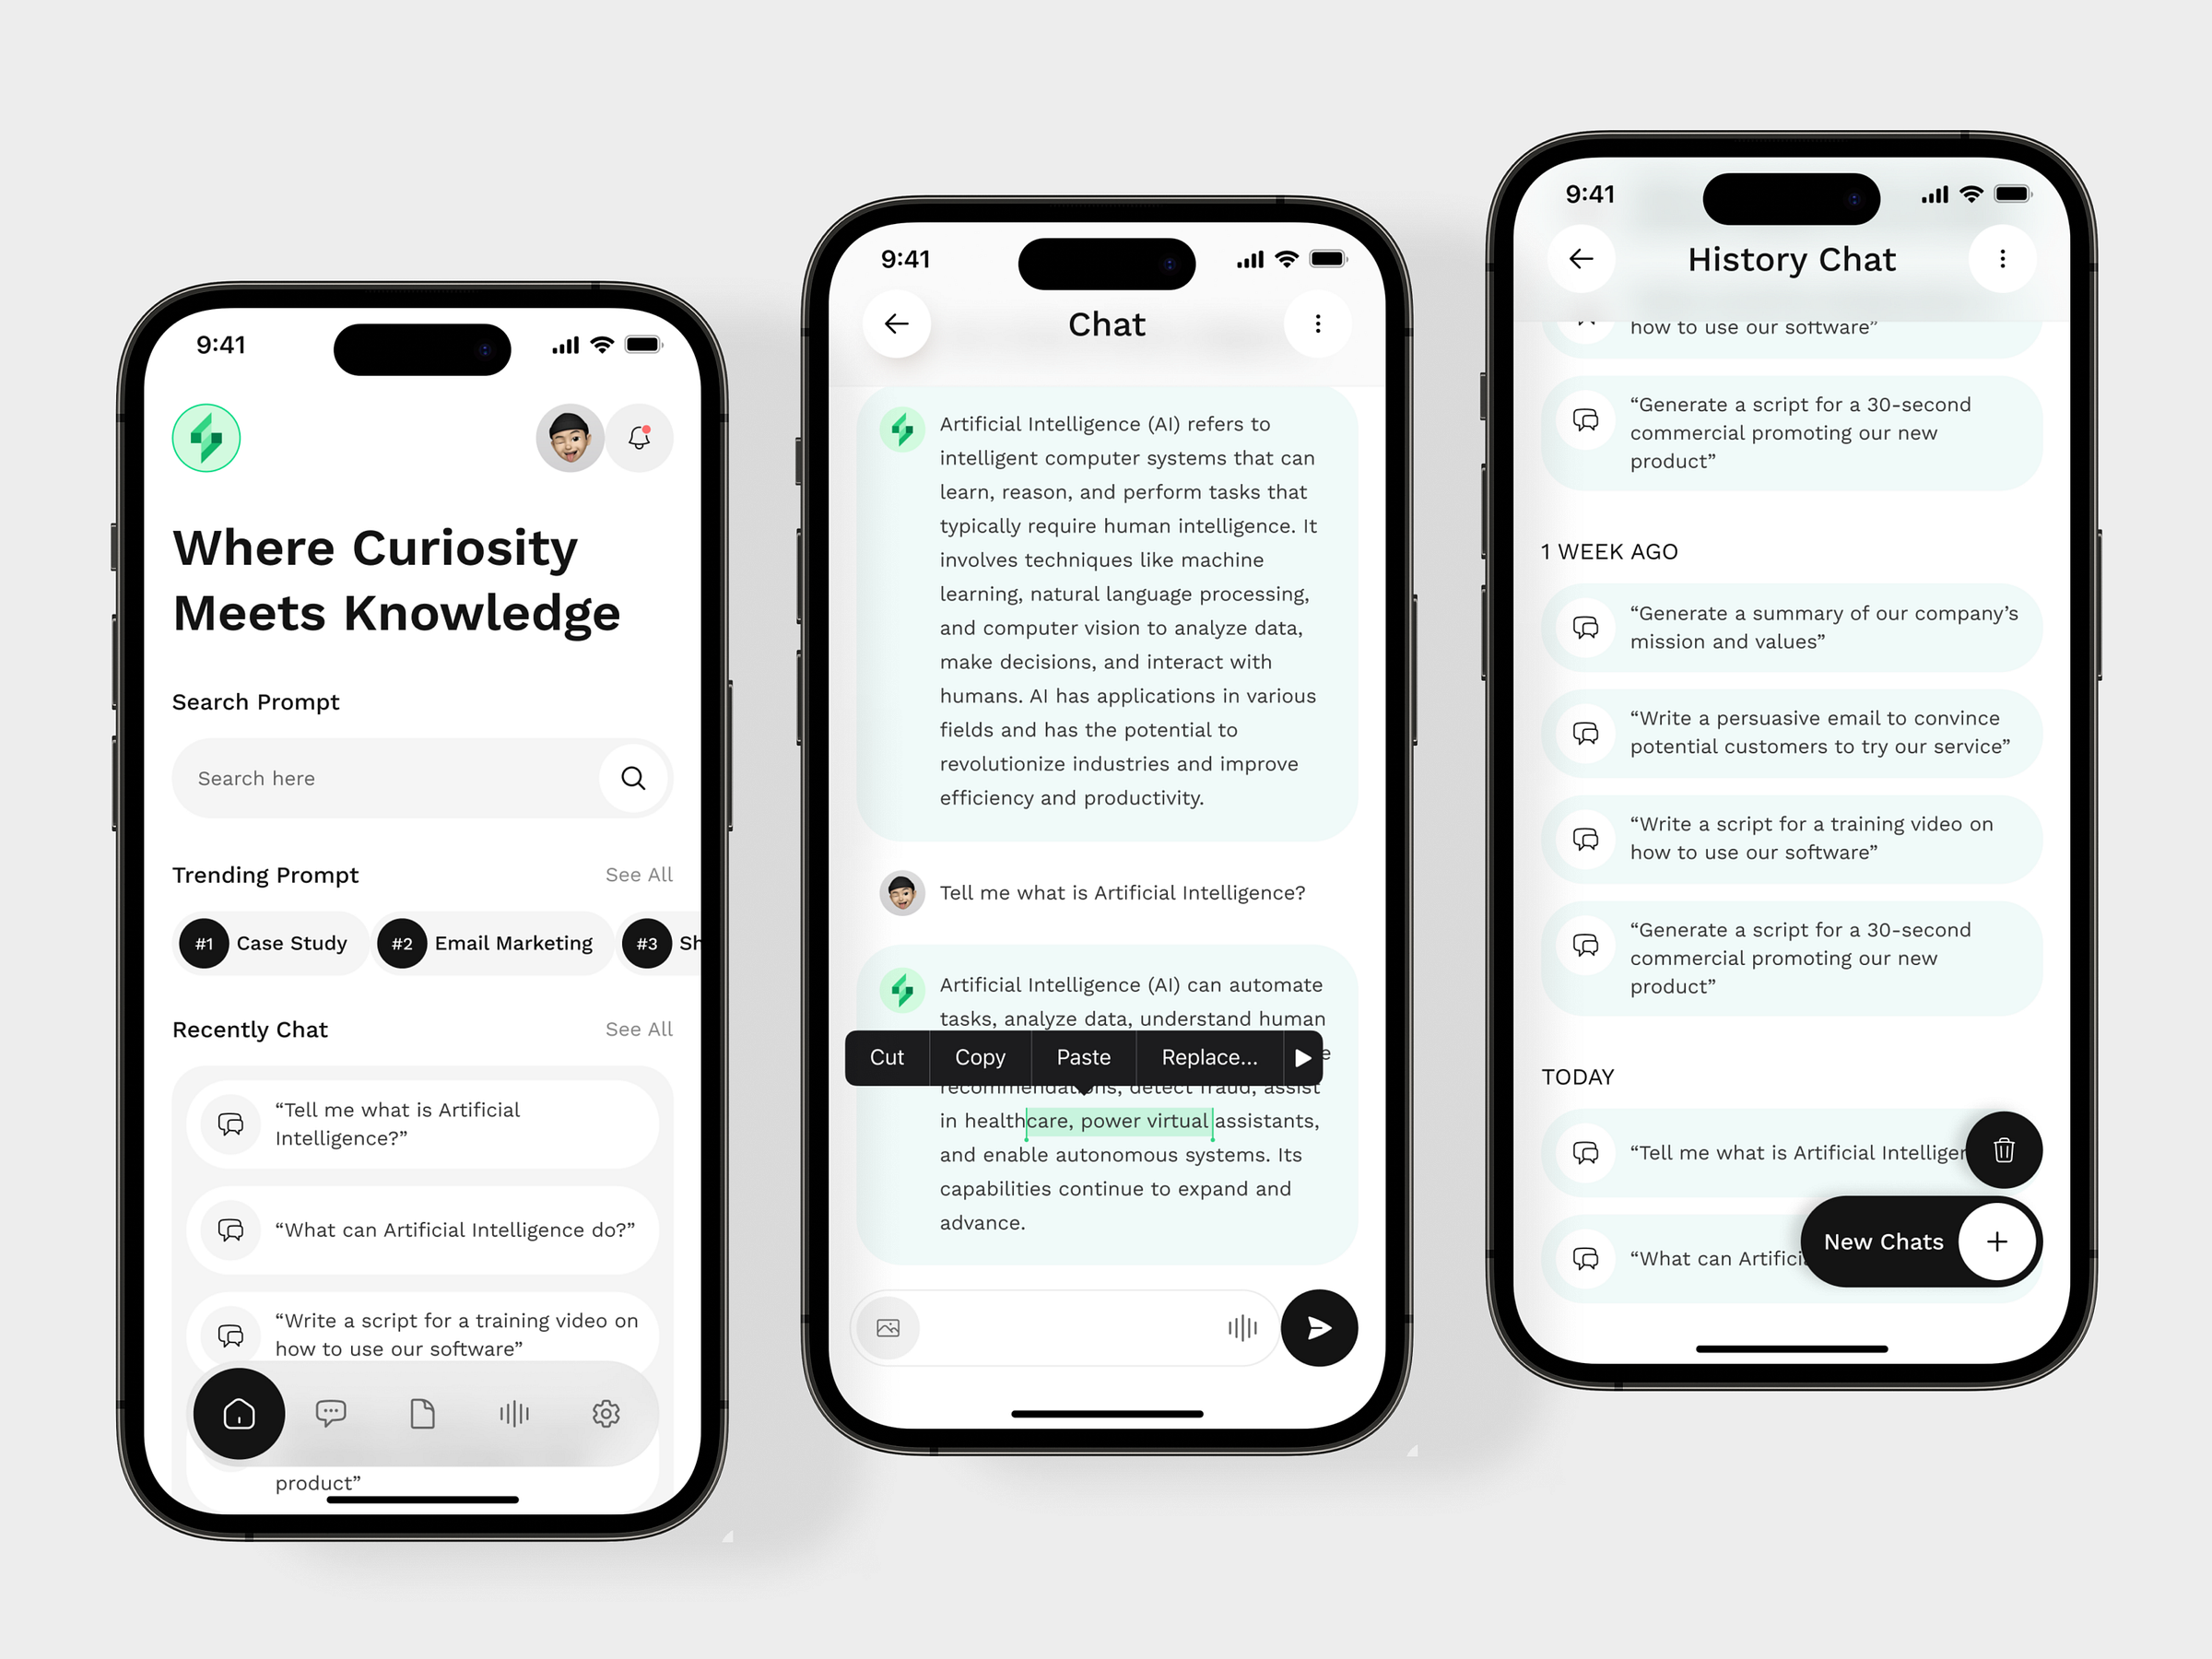 9:41
Where Curiosity
Meets Knowledge
Search Prompt
Search here
Trending Prompt
See All
#1 Case Study
#2 Email Marketing
#3 Sh
Recently Chat
See All
“Tell me what is Artificial
Intelligence?”
“What can Artificial Intelligence do?”
“Write a script for a training video on
how to use our software”
product”
9:41
Chat
Artificial Intelligence (AI) refers to
intelligent computer systems that can
learn, reason, and perform tasks that
typically require human intelligence. It
involves techniques like machine
learning, natural language processing,
and computer vision to analyze data,
make decisions, and interact with
humans. AI has applications in various
fields and has the potential to
revolutionize industries and improve
efficiency and productivity.
Tell me what is Artificial Intelligence?
Artificial Intelligence (AI) can automate
tasks, analyze data, understand human
Cut
Copy
Paste
Replace...
recommendations, detect fraud, assist
in healthcare, power virtual assistants,
and enable autonomous systems. Its
capabilities continue to expand and
advance.
9:41
History Chat
how to use our software”
“Generate a script for a 30-second
commercial promoting our new
product”
1 WEEK AGO
“Generate a summary of our company’s
mission and values”
“Write a persuasive email to convince
potential customers to try our service”
“Write a script for a training video on
how to use our software”
“Generate a script for a 30-second
commercial promoting our new
product”
TODAY
“Tell me what is Artificial Intelliger
“What can Artifici
New Chats